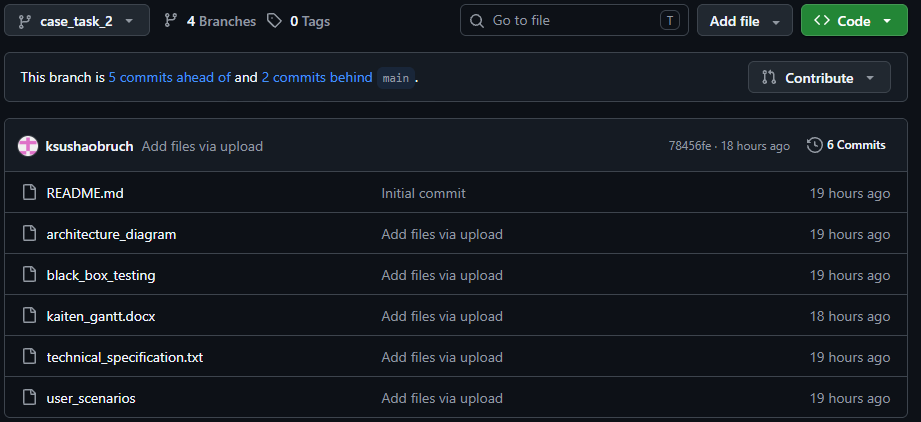 case_task_2 4 Branches 0 Tags Go to file T Add file Code
This branch is 5 commits ahead of and 2 commits behind main . Contribute
ksushaobruch Add files via upload 78456fe · 18 hours ago 6 Commits
README.md Initial commit 19 hours ago
architecture_diagram Add files via upload 19 hours ago
black_box_testing Add files via upload 19 hours ago
kaiten_gantt.docx Add files via upload 18 hours ago
technical_specification.txt Add files via upload 19 hours ago
user_scenarios Add files via upload 19 hours ago